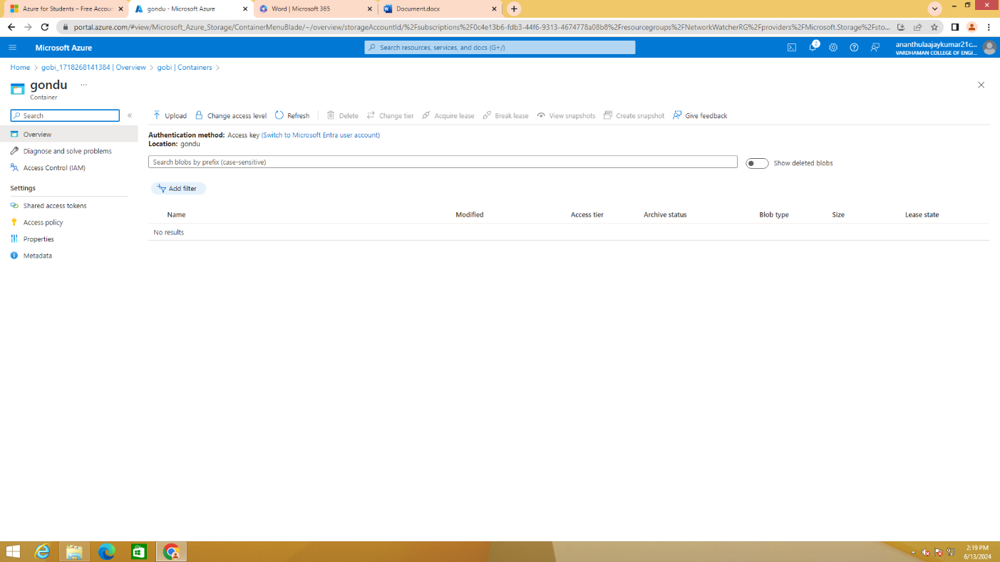 Azure for Students – Free Accoun
gondu - Microsoft Azure
Word | Microsoft 365
Document.docx
portal.azure.com/#view/Microsoft_Azure_Storage/ContainerMenuBlade/~/overview/storageAccountId/%2Fsubscriptions%2F0c4e13b6-fdb3-44f6-9313-4674778a08b8%2Fresourcegroups%2FNetworkWatcherRG%2Fproviders%2FMicrosoft.Storage%2Fsto...
Microsoft Azure
Search resources, services, and docs (G+/)
2
ananthulaajaykumar21c...
VARDHAMAN COLLEGE OF ENGI...
Home > gobi_1718268141384 | Overview > gobi | Containers >
gondu ...
Container
Search
«
Upload Change access level Refresh Delete Change tier Acquire lease Break lease View snapshots Create snapshot Give feedback
Overview
Diagnose and solve problems
Access Control (IAM)
Settings
Shared access tokens
Access policy
Properties
Metadata
Authentication method: Access key (Switch to Microsoft Entra user account)
Location: gondu
Search blobs by prefix (case-sensitive)
Show deleted blobs
Add filter
Name Modified Access tier Archive status Blob type Size Lease state
No results
2:19 PM
6/13/2024